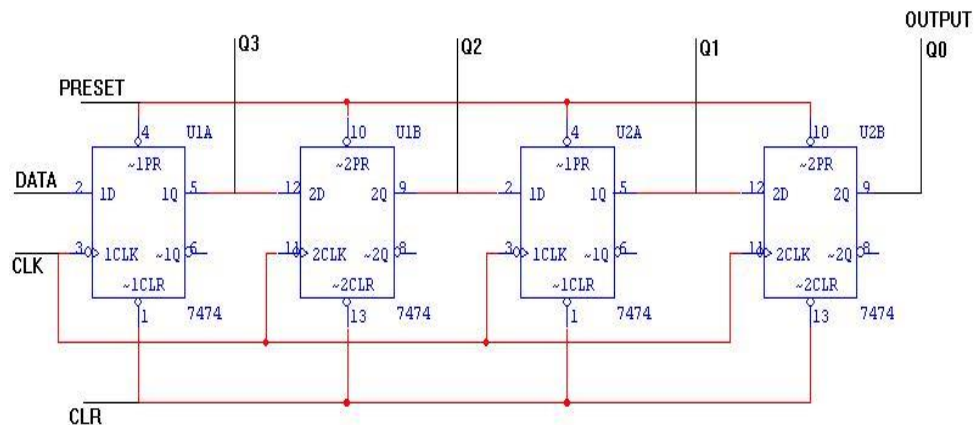 OUTPUT
Q3 Q2 Q1 Q0
PRESET
4 U1A 10 U1B 4 U2A 10 U2B
~1PR ~2PR ~1PR ~2PR
DATA 2 1D 1Q 5 12 2D 2Q 9 2 1D 1Q 5 12 2D 2Q 9
CLK 3 1CLK ~1Q 6 11 2CLK ~2Q 8 3 1CLK ~1Q 6 11 2CLK ~2Q 8
~1CLR ~2CLR ~1CLR ~2CLR
1 7474 13 7474 1 7474 13 7474
CLR